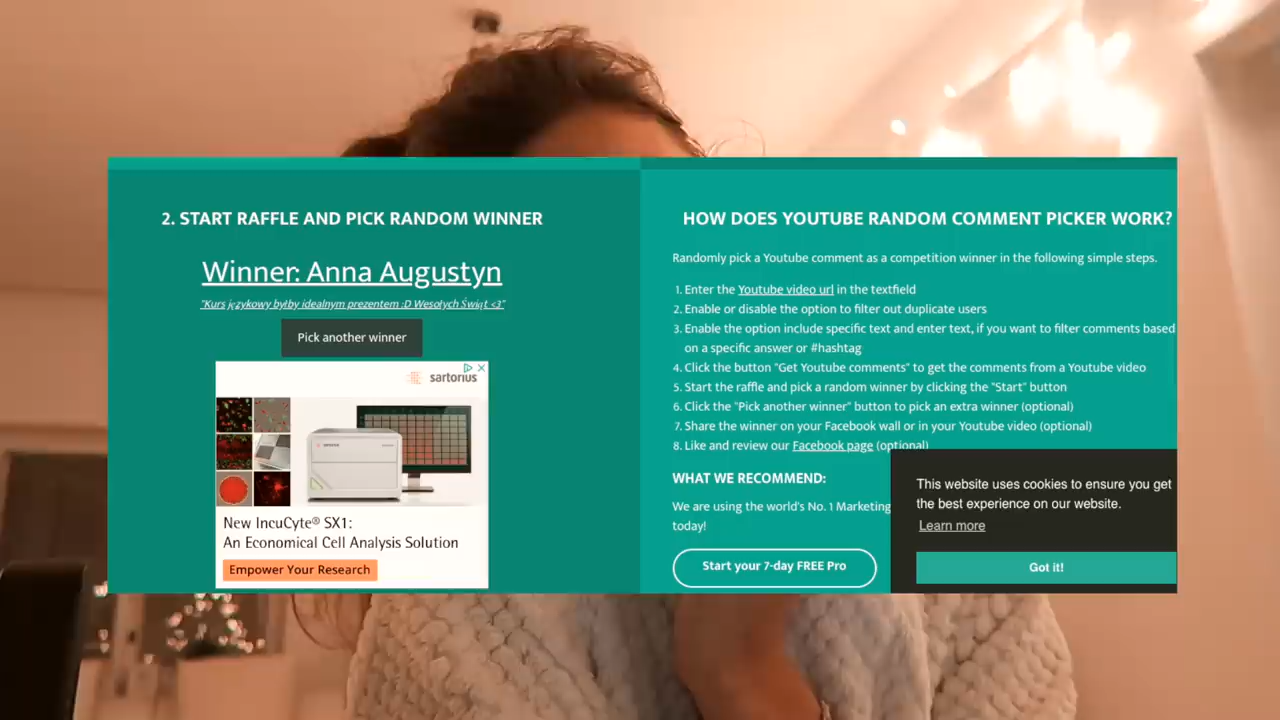 2. START RAFFLE AND PICK RANDOM WINNER
Winner: Anna Augustyn
"Kurs językowy byłby idealnym prezentem :D Wesołych Świąt <3"
Pick another winner
sartorius
New IncuCyte® SX1:
An Economical Cell Analysis Solution
Empower Your Research
HOW DOES YOUTUBE RANDOM COMMENT PICKER WORK?
Randomly pick a Youtube comment as a competition winner in the following simple steps.
1. Enter the Youtube video url in the textfield
2. Enable or disable the option to filter out duplicate users
3. Enable the option include specific text and enter text, if you want to filter comments based
on a specific answer or #hashtag
4. Click the button "Get Youtube comments" to get the comments from a Youtube video
5. Start the raffle and pick a random winner by clicking the "Start" button
6. Click the "Pick another winner" button to pick an extra winner (optional)
7. Share the winner on your Facebook wall or in your Youtube video (optional)
8. Like and review our Facebook page (optional)
WHAT WE RECOMMEND:
We are using the world's No. 1 Marketing
today!
Start your 7-day FREE Pro
This website uses cookies to ensure you get
the best experience on our website.
Learn more
Got it!